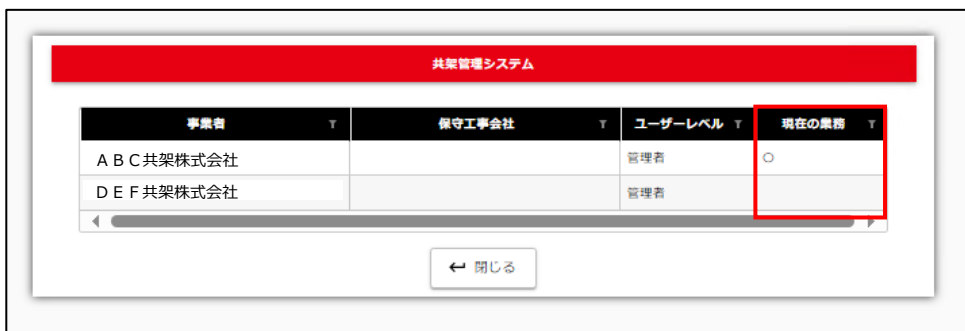 共架管理システム
事業者 保守工事会社 ユーザーレベル 現在の業務
ＡＢＣ共架株式会社 管理者 ○
ＤＥＦ共架株式会社 管理者
閉じる